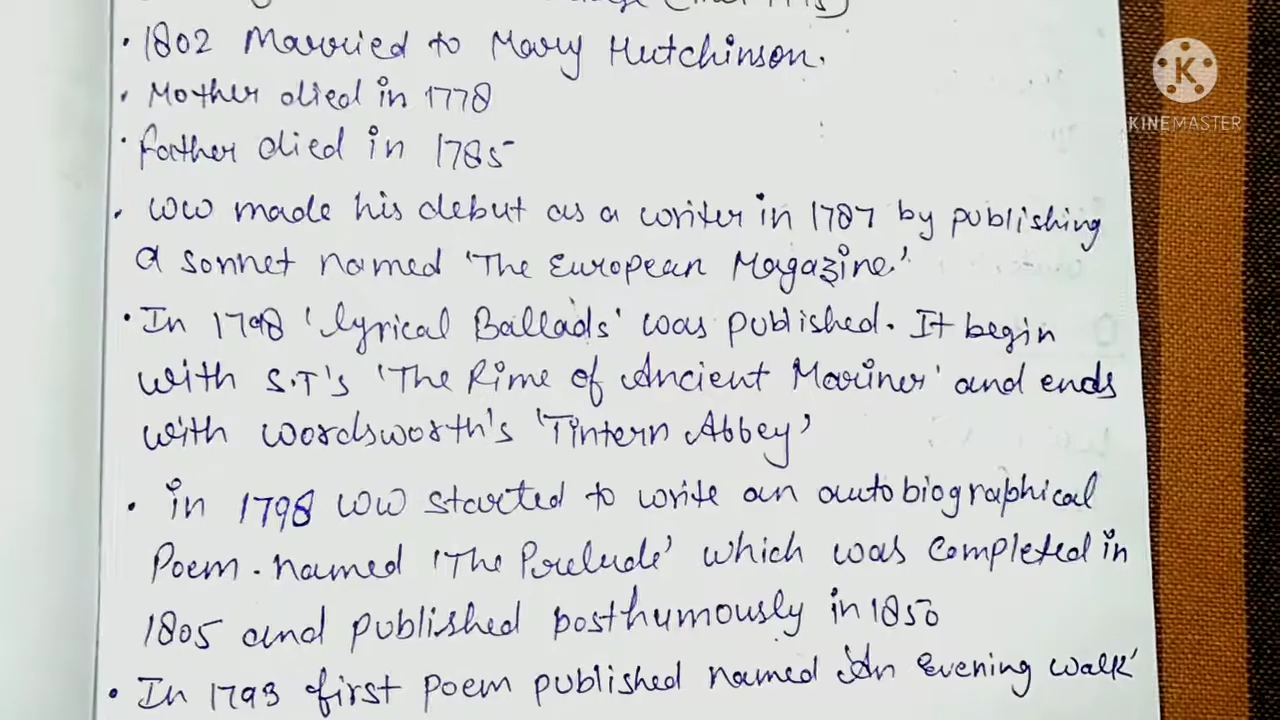 (
• 1802 Married to Mary Hutchinson.
• Mother died in 1778
• father died in 1785
• WW made his debut as a writer in 1787 by publishing
a sonnet named 'The European Magazine.'
• In 1798 'lyrical Ballads' was published. It begin
with S.T's 'The Rime of Ancient Mariner' and ends
with wordsworth's 'Tintern Abbey'
• in 1798 WW started to write an autobiographical
Poem. named 'The Prelude' which was completed in
1805 and published posthumously in 1850
• In 1793 first poem published named 'An Evening walk'
K
KINEMASTER